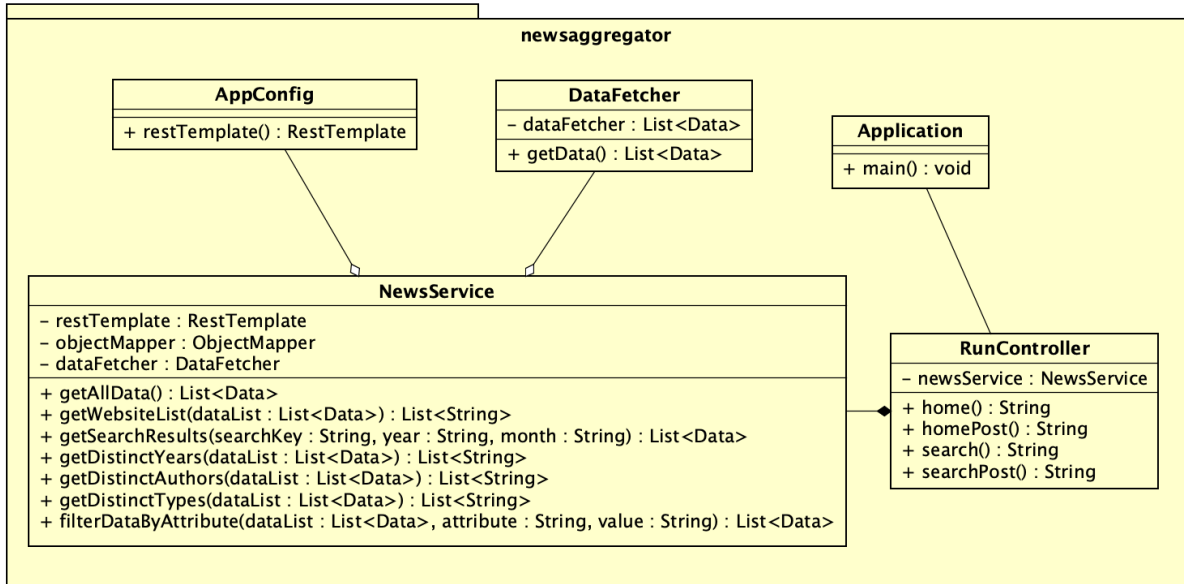 newsaggregator
AppConfig
+ restTemplate() : RestTemplate
DataFetcher
– dataFetcher : List<Data>
+ getData() : List<Data>
Application
+ main() : void
NewsService
– restTemplate : RestTemplate
– objectMapper : ObjectMapper
– dataFetcher : DataFetcher
+ getAllData() : List<Data>
+ getWebsiteList(dataList : List<Data>) : List<String>
+ getSearchResults(searchKey : String, year : String, month : String) : List<Data>
+ getDistinctYears(dataList : List<Data>) : List<String>
+ getDistinctAuthors(dataList : List<Data>) : List<String>
+ getDistinctTypes(dataList : List<Data>) : List<String>
+ filterDataByAttribute(dataList : List<Data>, attribute : String, value : String) : List<Data>
RunController
– newsService : NewsService
+ home() : String
+ homePost() : String
+ search() : String
+ searchPost() : String